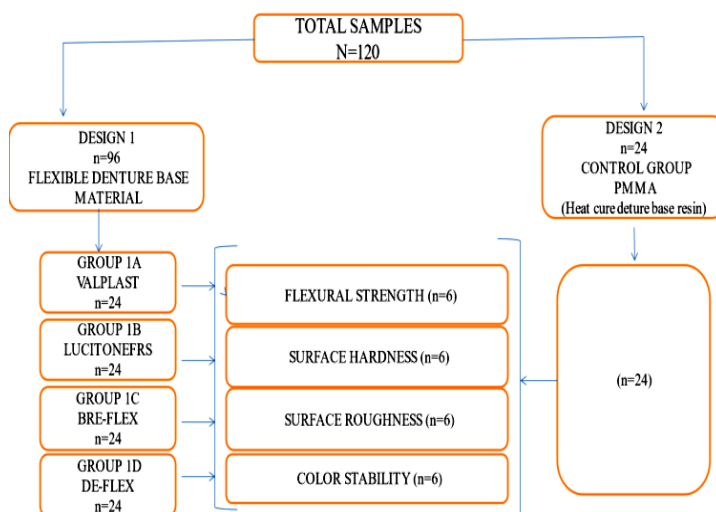 TOTAL SAMPLES
N=120
DESIGN 1
n=96
FLEXIBLE DENTURE BASE
MATERIAL
DESIGN 2
n=24
CONTROL GROUP
PMMA
(Heat cure deture base resin)
GROUP 1A
VALPLAST
n=24
GROUP 1B
LUCITONEFRS
n=24
GROUP 1C
BRE-FLEX
n=24
GROUP 1D
DE-FLEX
n=24
FLEXURAL STRENGTH (n=6)
SURFACE HARDNESS (n=6)
SURFACE ROUGHNESS (n=6)
COLOR STABILITY (n=6)
(n=24)